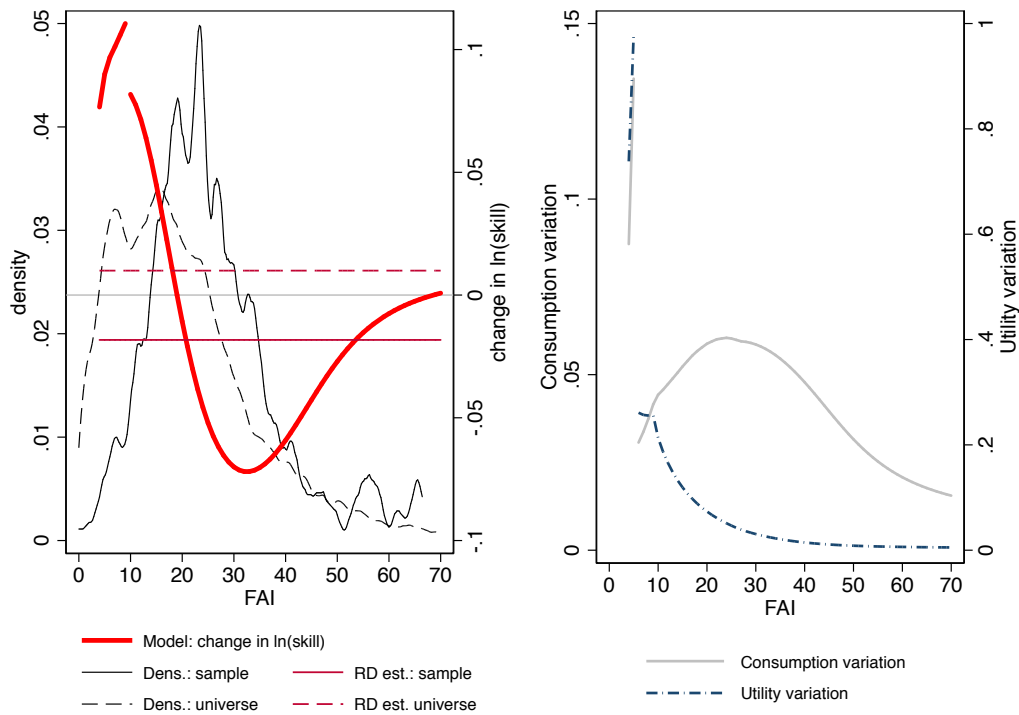 .05
.04
.03
.02
.01
0
density
.1
.05
0
-.05
-.1
change in ln(skill)
0 10 20 30 40 50 60 70
FAI
Model: change in ln(skill)
Dens.: sample
RD est.: sample
Dens.: universe
RD est. universe
.15
.1
.05
0
Consumption variation
1
.8
.6
.4
.2
0
Utility variation
0 10 20 30 40 50 60 70
FAI
Consumption variation
Utility variation